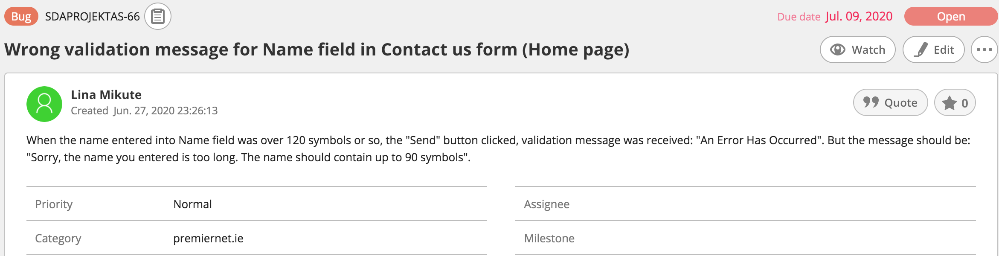 Bug SDAPROJEKTAS-66 Due date Jul. 09, 2020 Open
Wrong validation message for Name field in Contact us form (Home page) Watch Edit
Lina Mikute
Created Jun. 27, 2020 23:26:13 Quote 0
When the name entered into Name field was over 120 symbols or so, the "Send" button clicked, validation message was received: "An Error Has Occurred". But the message should be:
"Sorry, the name you entered is too long. The name should contain up to 90 symbols".
Priority Normal Assignee
Category premiernet.ie Milestone